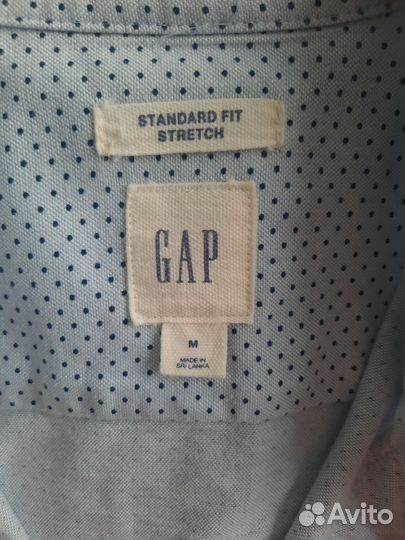 STANDARD FIT
STRETCH
GAP
M
MADE IN
SRI LANKA
Avito